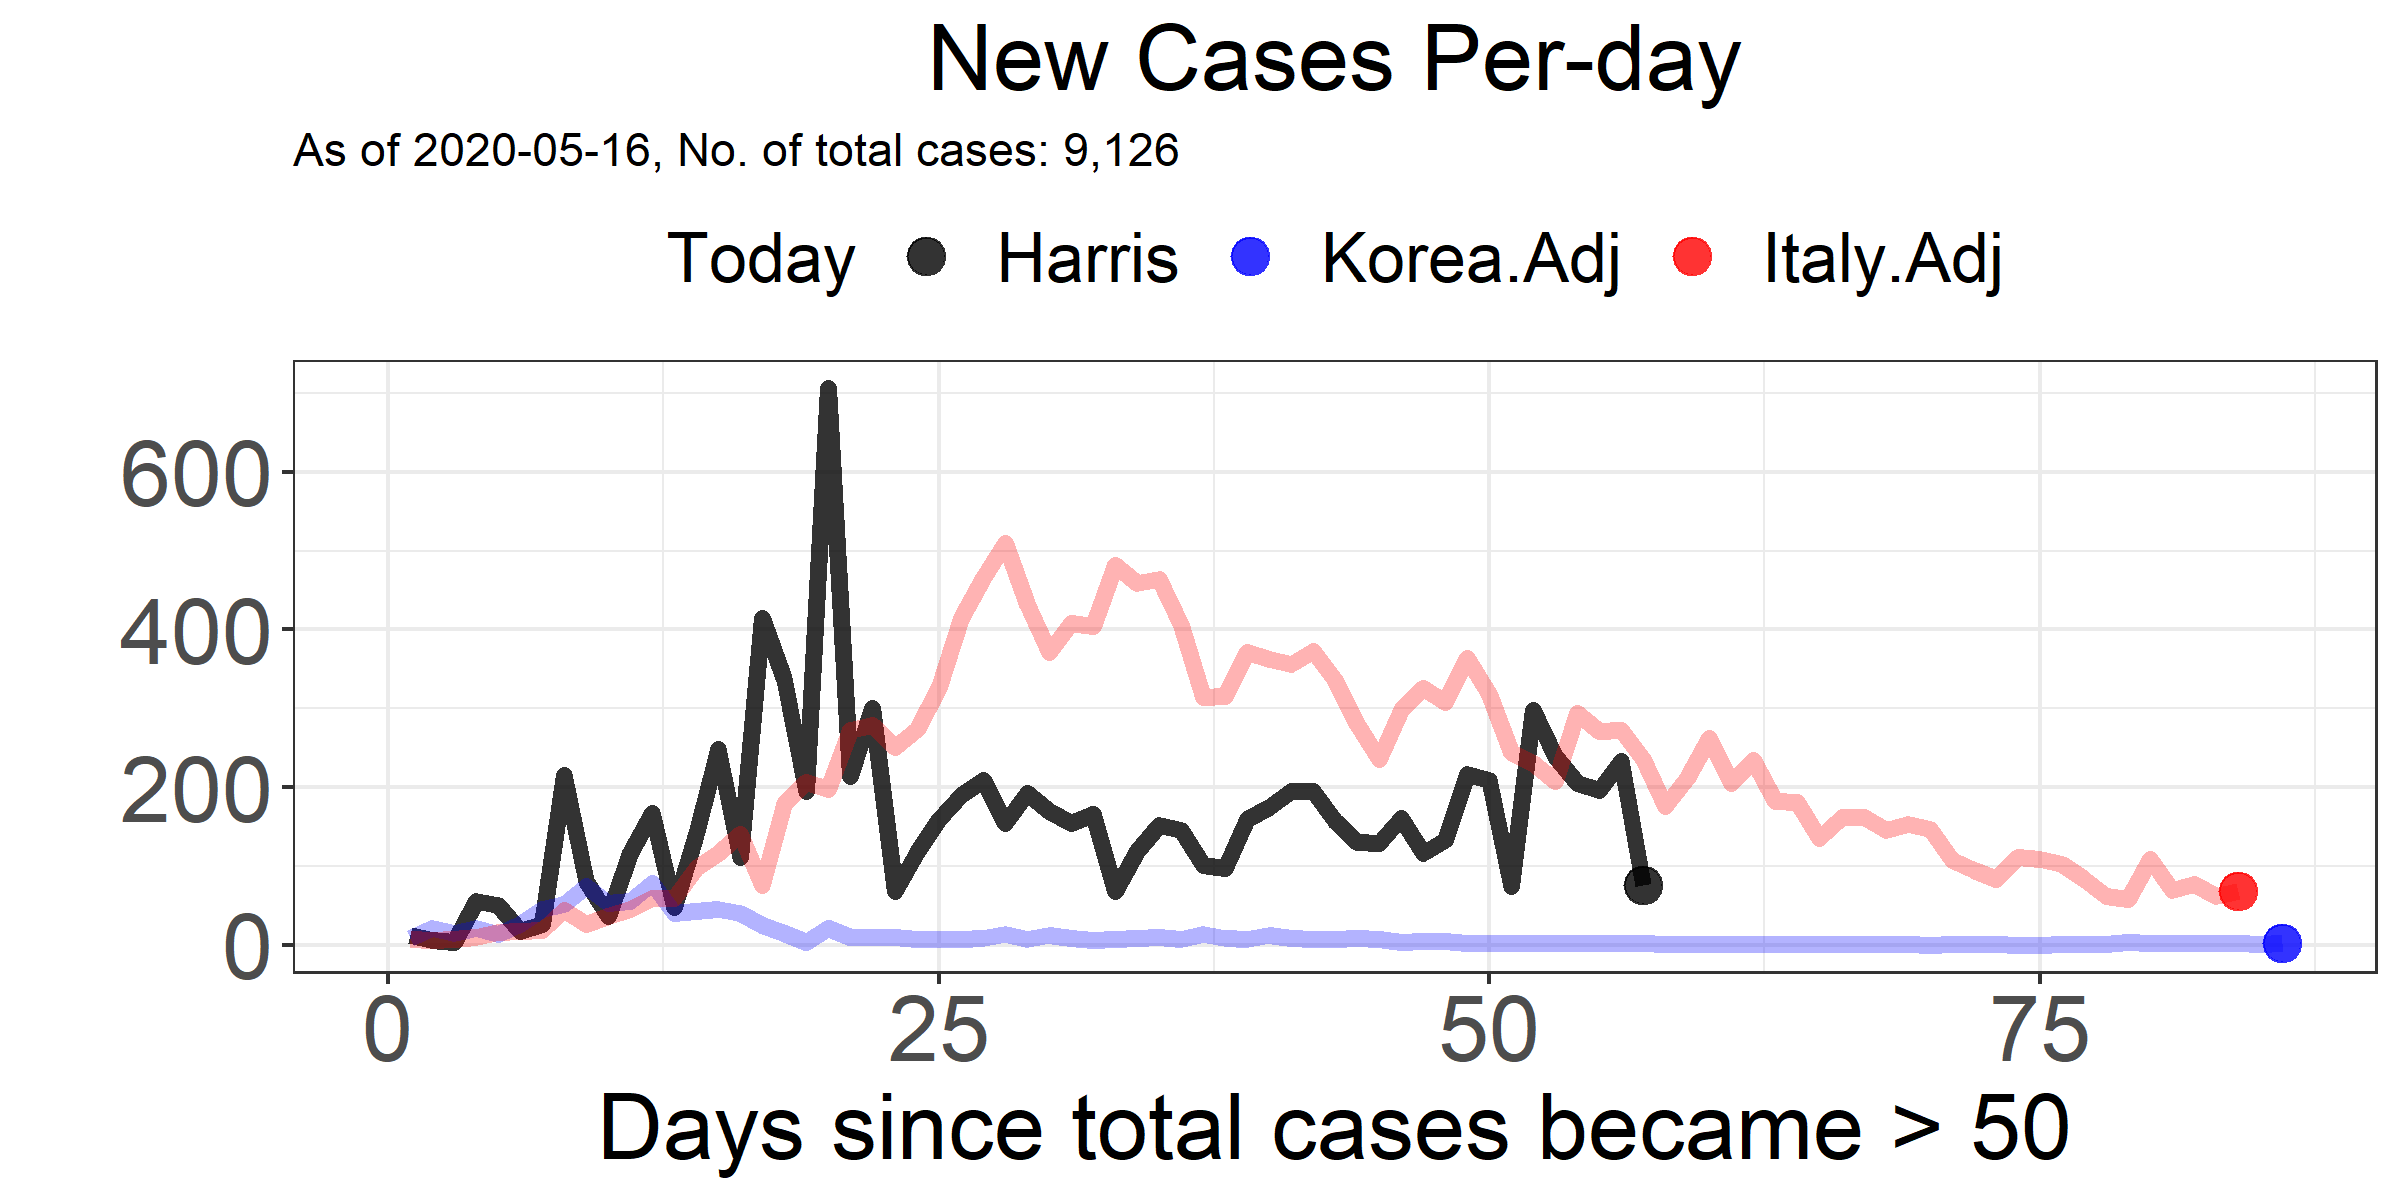 New Cases Per-day
As of 2020-05-16, No. of total cases: 9,126
Today Harris Korea.Adj Italy.Adj
600
400
200
0
0 25 50 75
Days since total cases became > 50